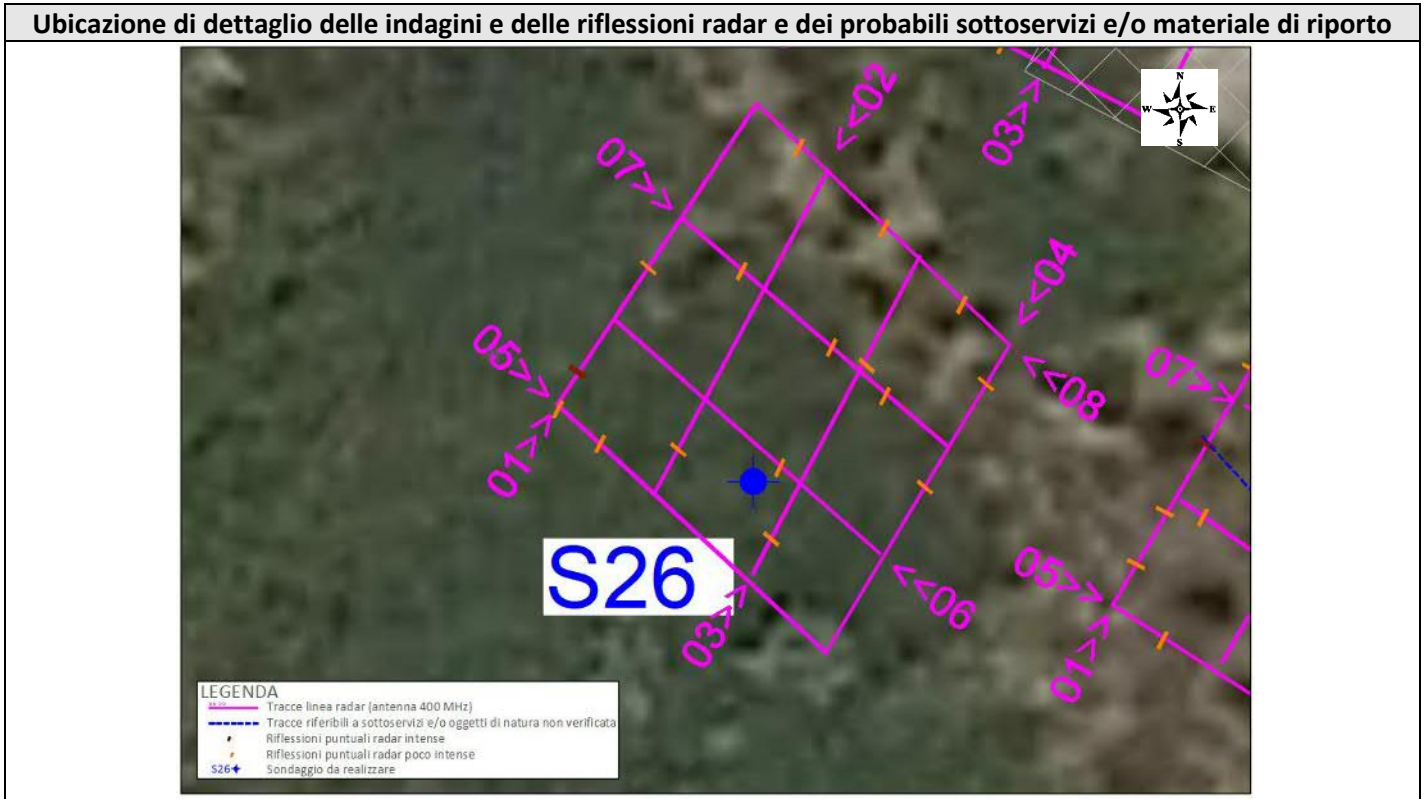 Ubicazione di dettaglio delle indagini e delle riflessioni radar e dei probabili sottoservizi e/o materiale di riporto
N
W E
S
<<02
03>>
07>>
<<04
05>>
<<08
07>>
01>>
S26
03>>
<<06
05>>
01>>
LEGENDA
Tracce linea radar (antenna 400 MHz)
Tracce riferibili a sottoservizi e/o oggetti di natura non verificata
Riflessioni puntuali radar intense
Riflessioni puntuali radar poco intense
S26 Sondaggio da realizzare